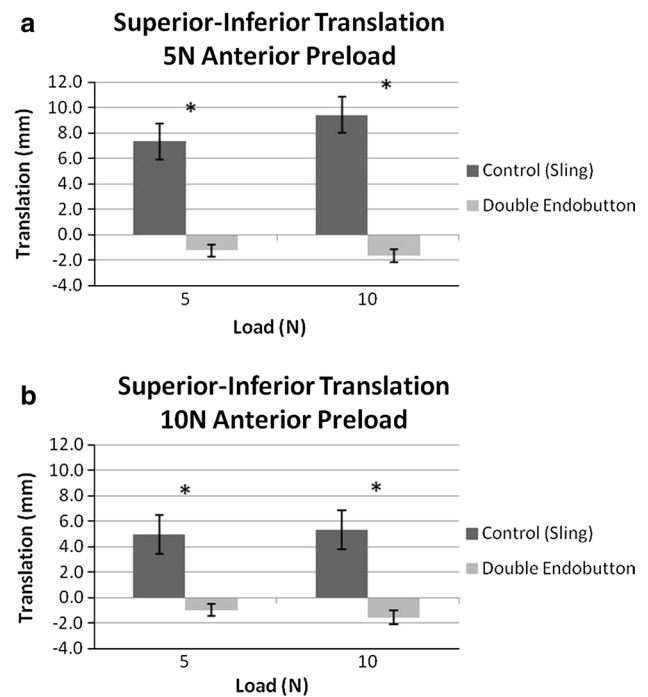 a
Superior-Inferior Translation
5N Anterior Preload
Translation (mm)
12.0
10.0
8.0
6.0
4.0
2.0
0.0
-2.0
-4.0
*
*
5
10
Load (N)
Control (Sling)
Double Endobutton
b
Superior-Inferior Translation
10N Anterior Preload
Translation (mm)
12.0
10.0
8.0
6.0
4.0
2.0
0.0
-2.0
-4.0
*
*
5
10
Load (N)
Control (Sling)
Double Endobutton